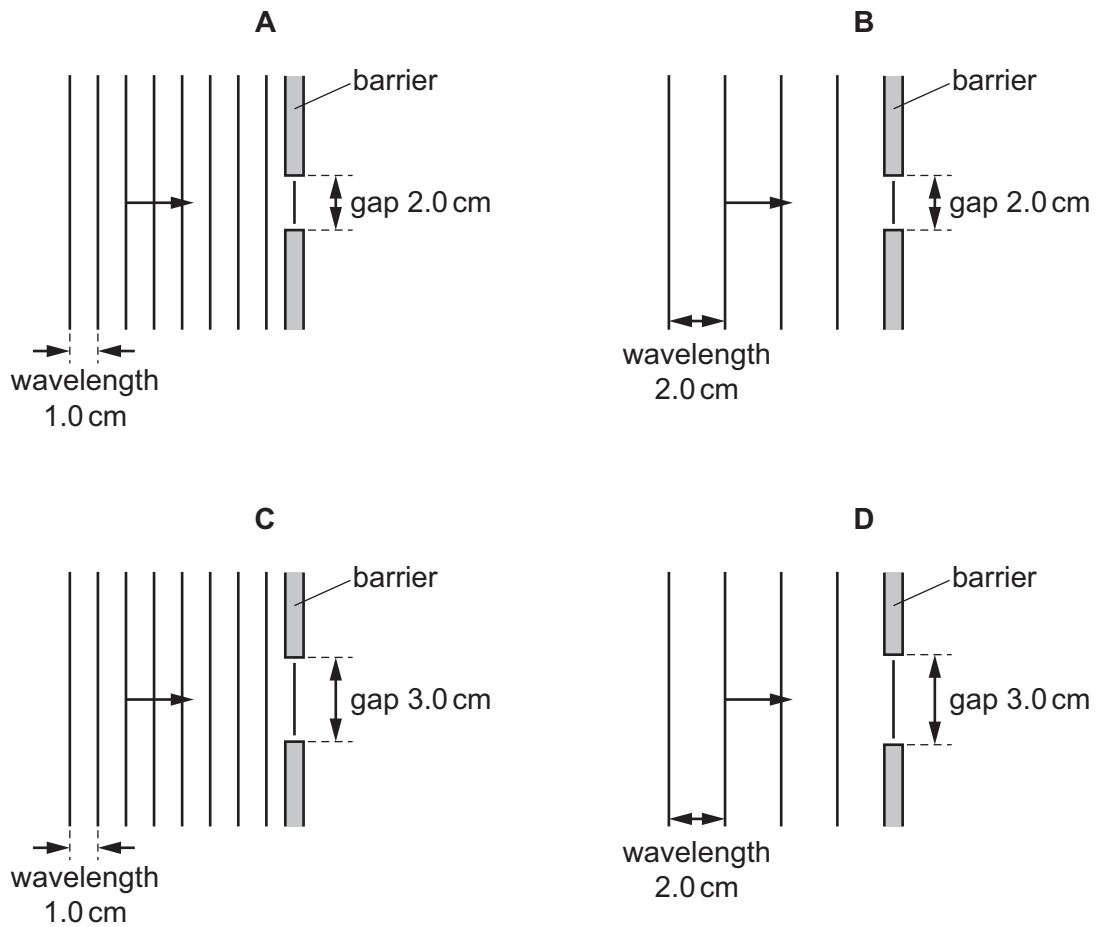 A
barrier
gap 2.0 cm
wavelength
1.0 cm
B
barrier
gap 2.0 cm
wavelength
2.0 cm
C
barrier
gap 3.0 cm
wavelength
1.0 cm
D
barrier
gap 3.0 cm
wavelength
2.0 cm